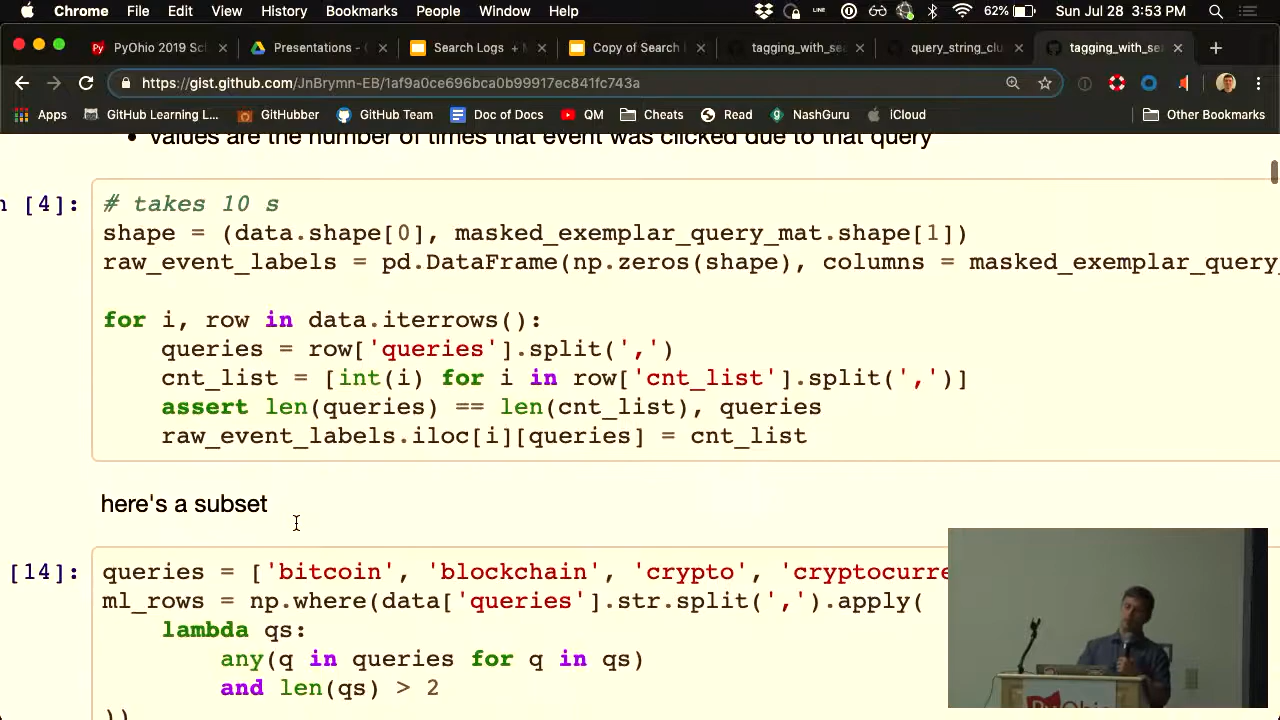 Chrome File Edit View History Bookmarks People Window Help LINE 62% Sun Jul 28 3:53 PM
PyOhio 2019 Sch Presentations - Search Logs + M Copy of Search tagging_with_sea query_string_clu tagging_with_sea
https://gist.github.com/JnBrymn-EB/1af9a0ce696bca0b99917ec841fc743a
Apps GitHub Learning L... GitHubber GitHub Team Doc of Docs QM Cheats Read NashGuru iCloud Other Bookmarks
values are the number of times that event was clicked due to that query
[4]:
# takes 10 s
shape = (data.shape[0], masked_exemplar_query_mat.shape[1])
raw_event_labels = pd.DataFrame(np.zeros(shape), columns = masked_exemplar_query_
for i, row in data.iterrows():
queries = row['queries'].split(',')
cnt_list = [int(i) for i in row['cnt_list'].split(',')]
assert len(queries) == len(cnt_list), queries
raw_event_labels.iloc[i][queries] = cnt_list
here's a subset
[14]:
queries = ['bitcoin', 'blockchain', 'crypto', 'cryptocurre
ml_rows = np.where(data['queries'].str.split(',').apply(
lambda qs:
any(q in queries for q in qs)
and len(qs) > 2
))
PyOhio